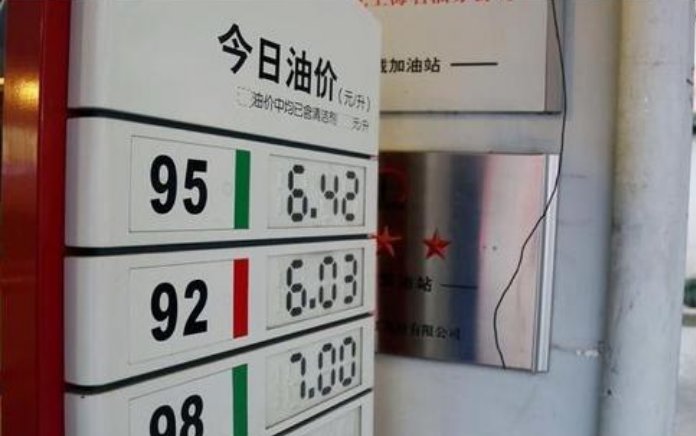 今日油价(元/升)
油价中均已含清洁剂 元/升
95 6.42
92 6.03
98 7.00
加油站
有限公司